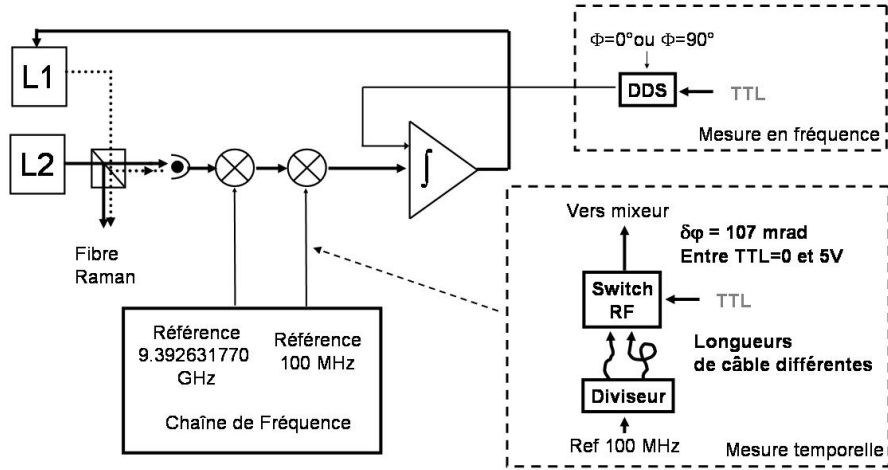 L1
L2
Fibre
Raman
Référence
9.392631770
GHz
Référence
100 MHz
Chaîne de Fréquence
∫
Φ=0°ou Φ=90°
DDS
TTL
Mesure en fréquence
Vers mixeur
δφ = 107 mrad
Entre TTL=0 et 5V
Switch
RF
TTL
Longueurs
de câble différentes
Diviseur
Ref 100 MHz
Mesure temporelle